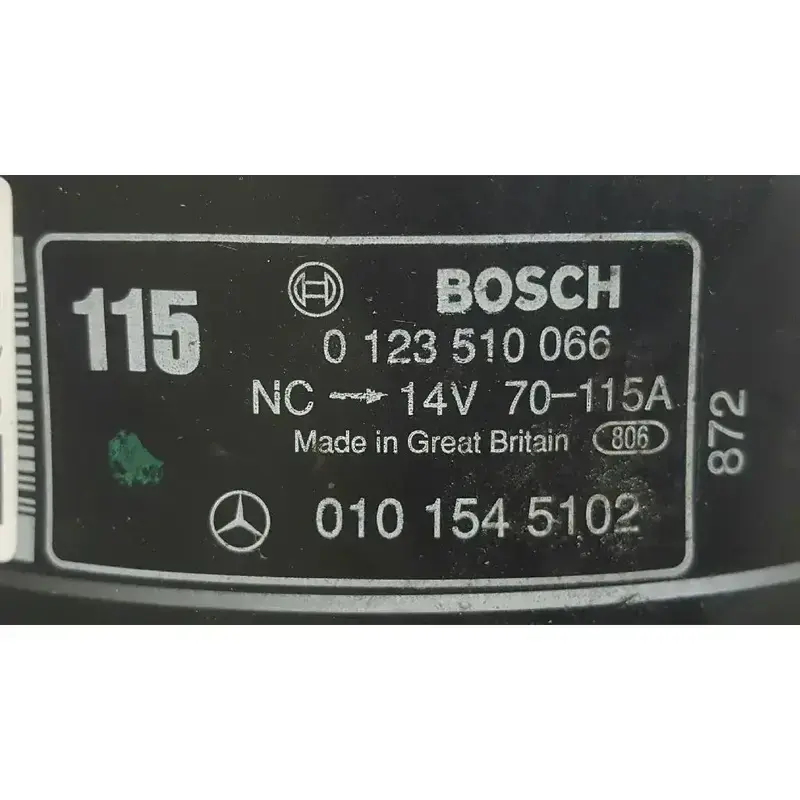 115
BOSCH
0 123 510 066
NC → 14V 70-115A
Made in Great Britain 806
010 154 5102
872